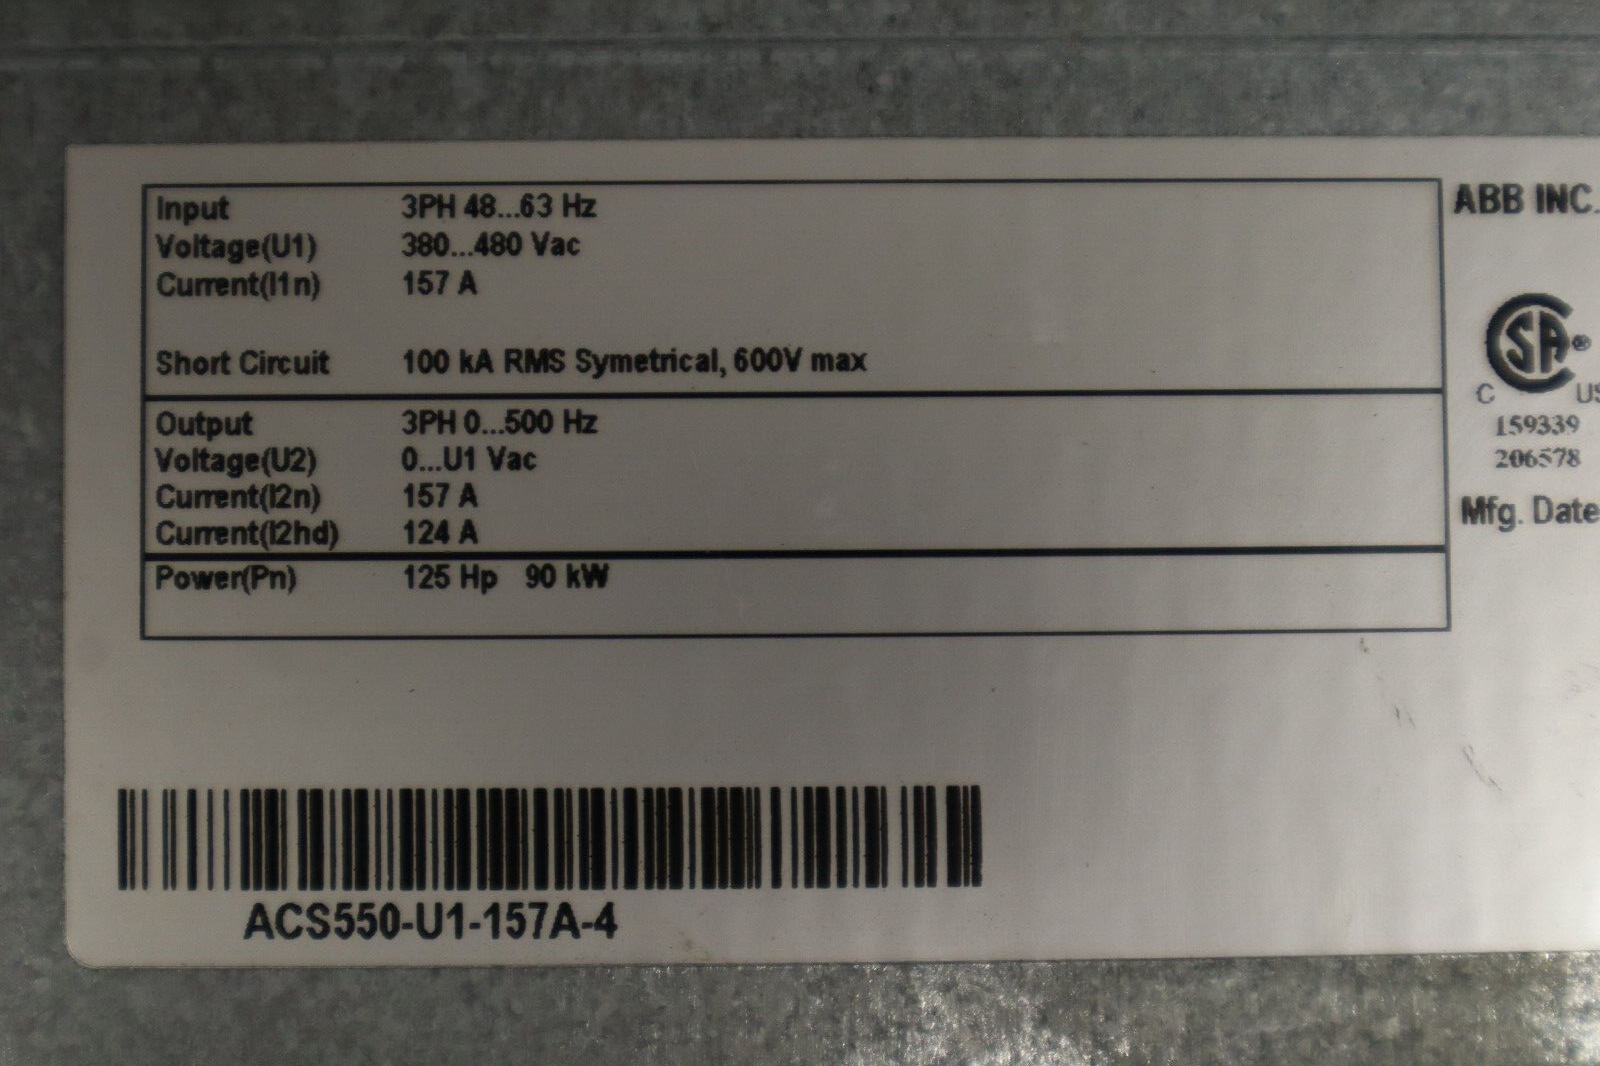 Input 3PH 48...63 Hz
Voltage(U1) 380...480 Vac
Current(I1n) 157 A
Short Circuit 100 kA RMS Symetrical, 600V max
Output 3PH 0...500 Hz
Voltage(U2) 0...U1 Vac
Current(I2n) 157 A
Current(I2hd) 124 A
Power(Pn) 125 Hp 90 kW
ABB INC.
SA®
C US
159339
206578
Mfg. Date
ACS550-U1-157A-4